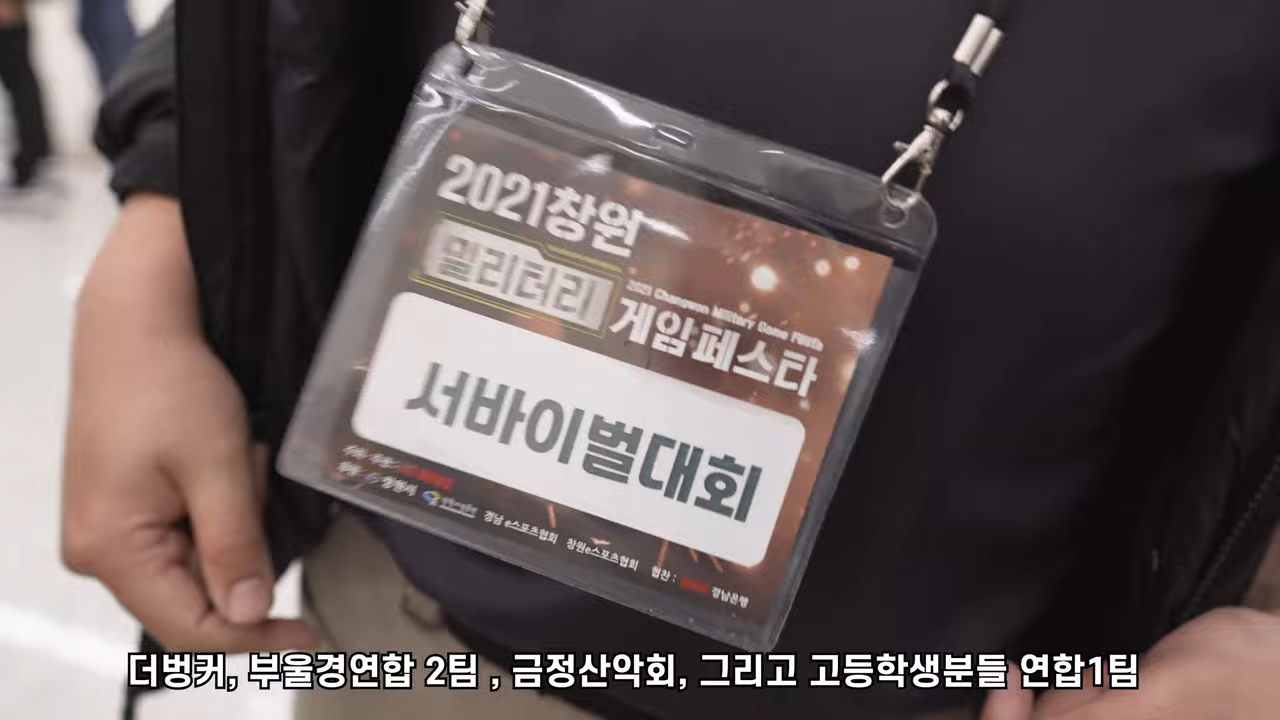 2021창원
밀리터리
2021 Changwon Military Game Festa
게임페스타
서바이벌대회
창원시
경남 e스포츠협회 창원e스포츠협회 협찬 : 경남은행
더벙커, 부울경연합 2팀 , 금정산악회, 그리고 고등학생분들 연합1팀